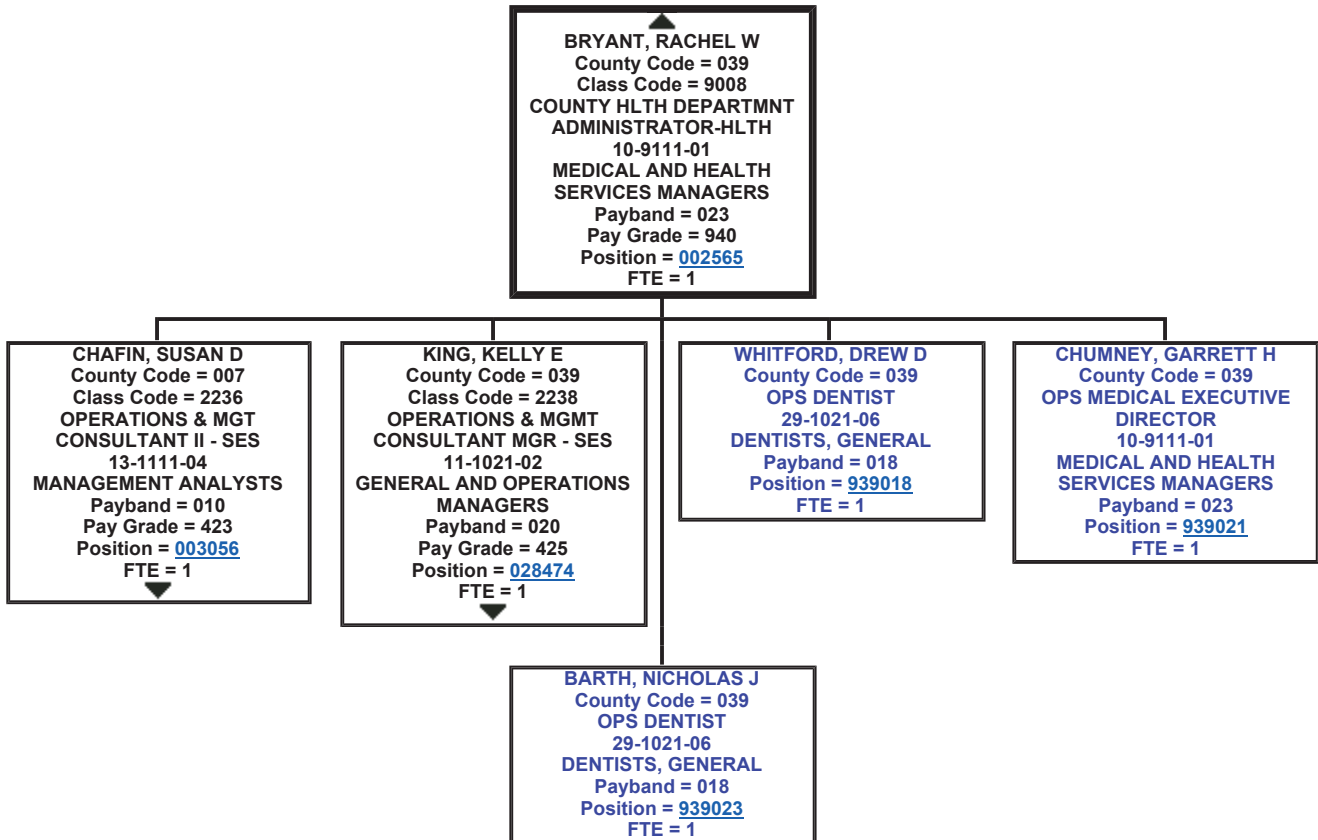 BRYANT, RACHEL W
County Code = 039
Class Code = 9008
COUNTY HLTH DEPARTMNT
ADMINISTRATOR-HLTH
10-9111-01
MEDICAL AND HEALTH
SERVICES MANAGERS
Payband = 023
Pay Grade = 940
Position = 002565
FTE = 1
CHAFIN, SUSAN D
County Code = 007
Class Code = 2236
OPERATIONS & MGT
CONSULTANT II - SES
13-1111-04
MANAGEMENT ANALYSTS
Payband = 010
Pay Grade = 423
Position = 003056
FTE = 1
KING, KELLY E
County Code = 039
Class Code = 2238
OPERATIONS & MGMT
CONSULTANT MGR - SES
11-1021-02
GENERAL AND OPERATIONS
MANAGERS
Payband = 020
Pay Grade = 425
Position = 028474
FTE = 1
WHITFORD, DREW D
County Code = 039
OPS DENTIST
29-1021-06
DENTISTS, GENERAL
Payband = 018
Position = 939018
FTE = 1
CHUMNEY, GARRETT H
County Code = 039
OPS MEDICAL EXECUTIVE
DIRECTOR
10-9111-01
MEDICAL AND HEALTH
SERVICES MANAGERS
Payband = 023
Position = 939021
FTE = 1
BARTH, NICHOLAS J
County Code = 039
OPS DENTIST
29-1021-06
DENTISTS, GENERAL
Payband = 018
Position = 939023
FTE = 1